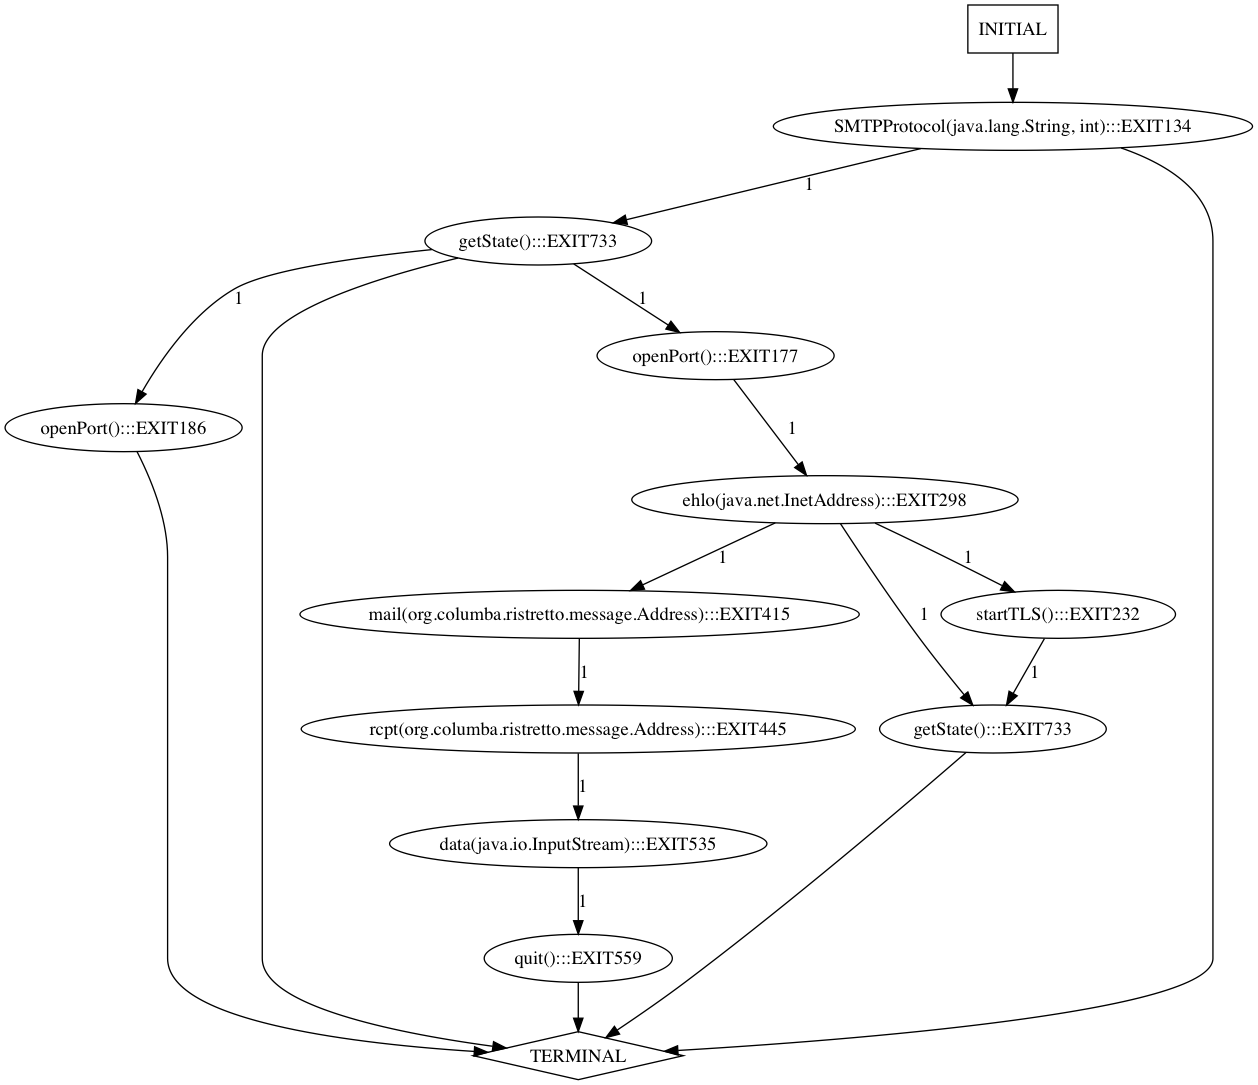 INITIAL
SMTPProtocol(java.lang.String, int):::EXIT134
1
getState():::EXIT733
1
1
openPort():::EXIT177
openPort():::EXIT186
1
ehlo(java.net.InetAddress):::EXIT298
1
1
mail(org.columba.ristretto.message.Address):::EXIT415
1
startTLS():::EXIT232
1
1
rcpt(org.columba.ristretto.message.Address):::EXIT445
getState():::EXIT733
1
data(java.io.InputStream):::EXIT535
1
quit():::EXIT559
TERMINAL